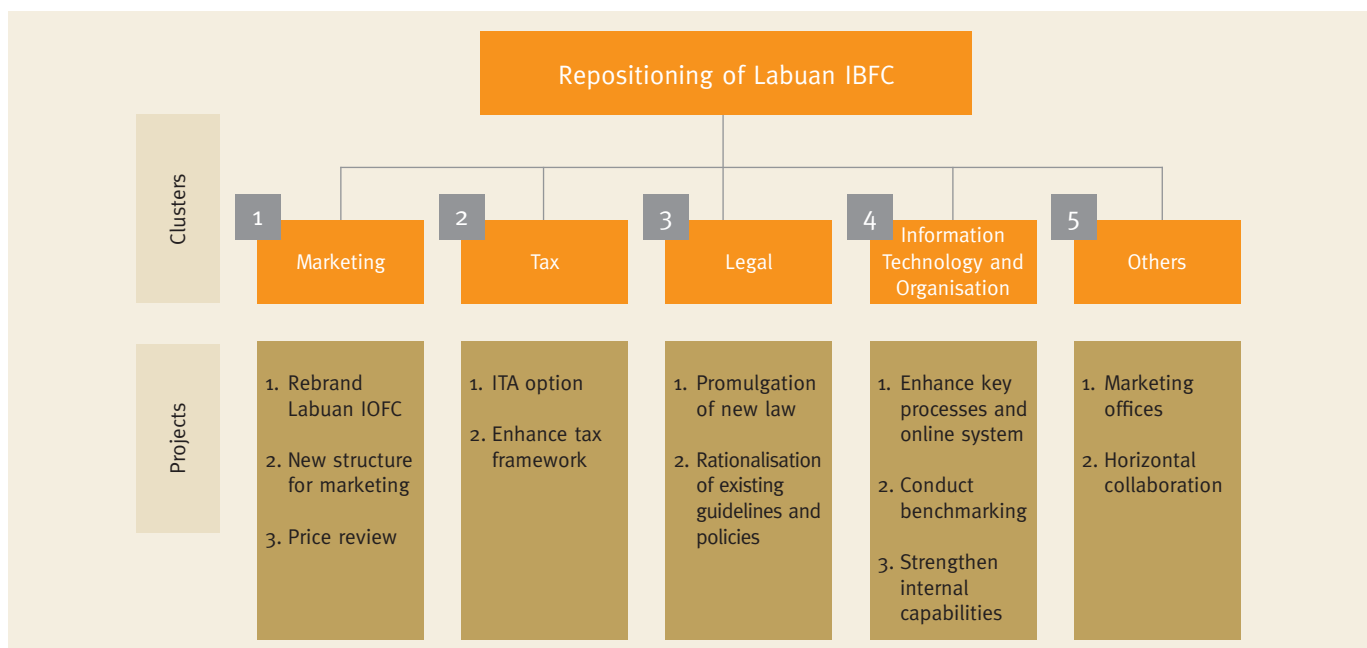 Repositioning of Labuan IBFC
Clusters
1
Marketing
2
Tax
3
Legal
4
Information
Technology and
Organisation
5
Others
Projects
1. Rebrand
Labuan IOFC
2. New structure
for marketing
3. Price review
1. ITA option
2. Enhance tax
framework
1. Promulgation
of new law
2. Rationalisation
of existing
guidelines and
policies
1. Enhance key
processes and
online system
2. Conduct
benchmarking
3. Strengthen
internal
capabilities
1. Marketing
offices
2. Horizontal
collaboration